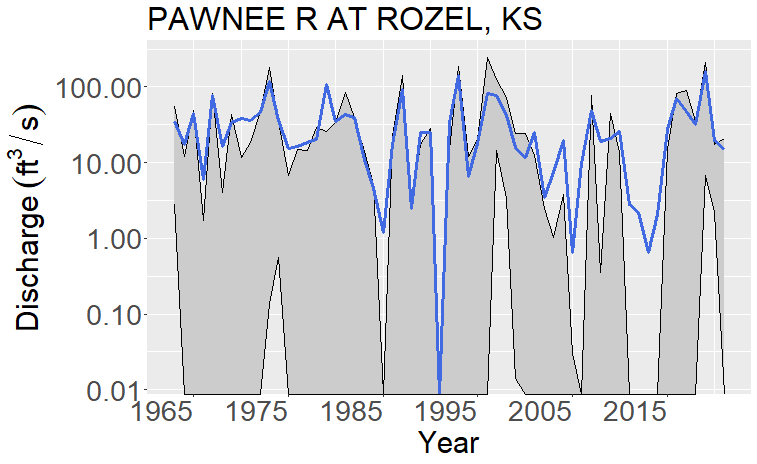 PAWNEE R AT ROZEL, KS
Discharge (ft³/s)
100.00
10.00
1.00
0.10
0.01
1965 1975 1985 1995 2005 2015
Year